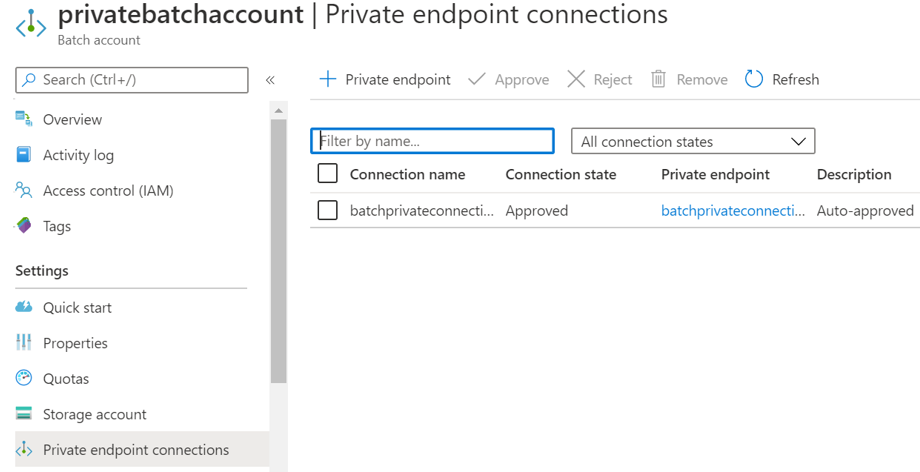 privatebatchaccount | Private endpoint connections
Batch account
Search (Ctrl+/)
«
Overview
Activity log
Access control (IAM)
Tags
Settings
Quick start
Properties
Quotas
Storage account
Private endpoint connections
+ Private endpoint Approve Reject Remove Refresh
Filter by name... All connection states
Connection name Connection state Private endpoint Description
batchprivateconnecti... Approved batchprivateconnecti... Auto-approved